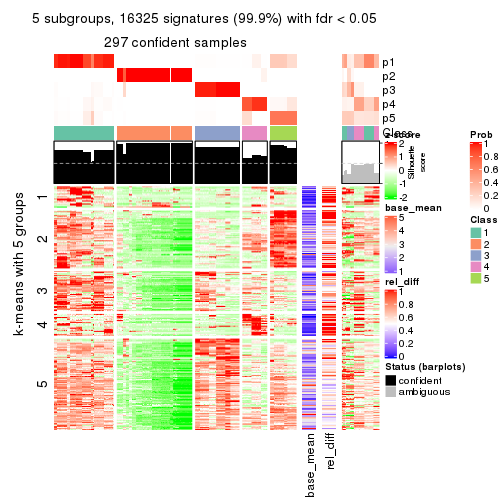 5 subgroups, 16325 signatures (99.9%) with fdr < 0.05
297 confident samples
p1
p2
p3
p4
p5
Class
1
2
3
4
5
k-means with 5 groups
base_mean
rel_diff
Silhouette
score
z-score
2
1
0
-1
-2
base_mean
5
4
3
2
1
rel_diff
1
0.8
0.6
0.4
0.2
0
Status (barplots)
confident
ambiguous
Prob
1
0.8
0.6
0.4
0.2
0
Class
1
2
3
4
5